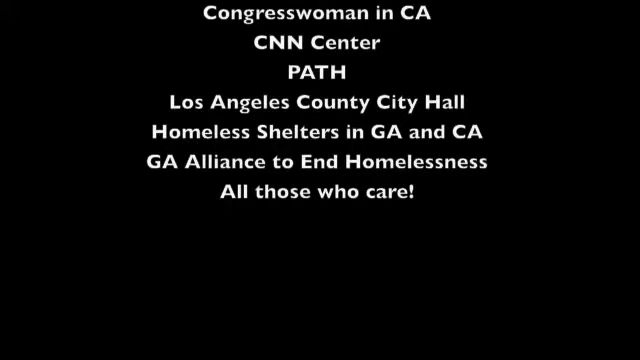 Congresswoman in CA
CNN Center
PATH
Los Angeles County City Hall
Homeless Shelters in GA and CA
GA Alliance to End Homelessness
All those who care!